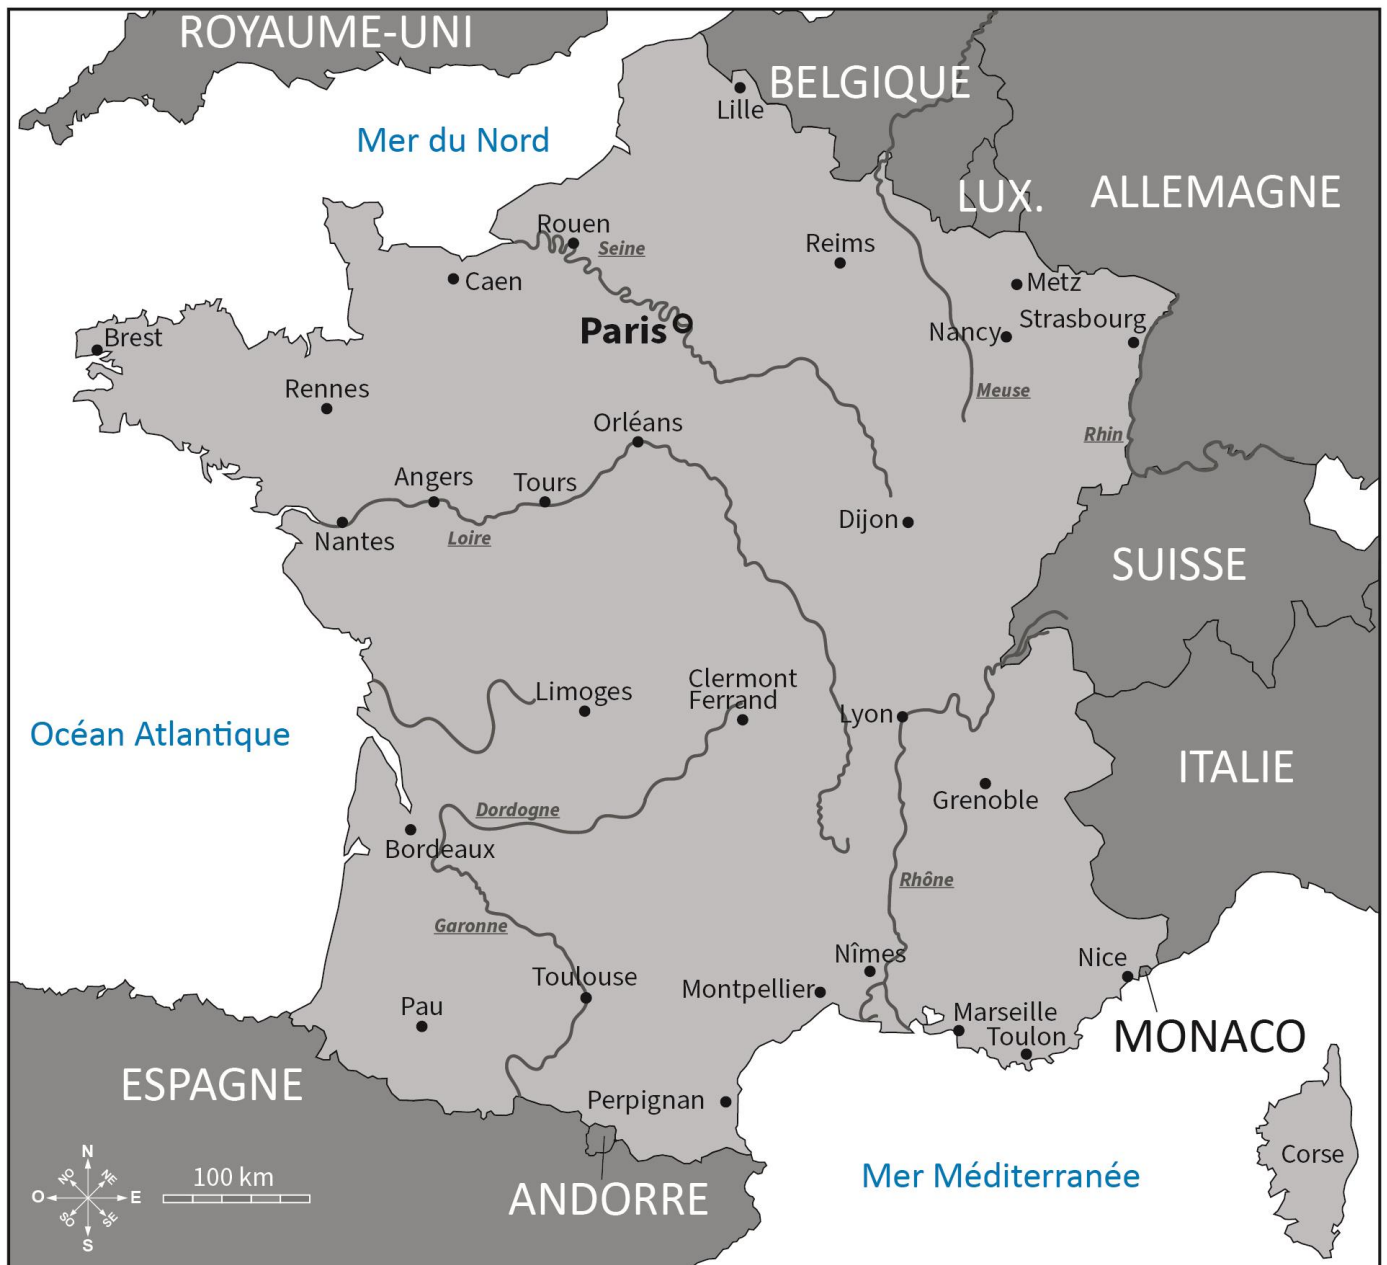 ROYAUME-UNI
BELGIQUE
Lille
Mer du Nord
LUX.
ALLEMAGNE
Rouen
Seine
Reims
Caen
Metz
Paris
Nancy
Strasbourg
Brest
Rennes
Meuse
Orléans
Rhin
Angers
Tours
Dijon
Nantes
Loire
SUISSE
Limoges
Clermont
Ferrand
Lyon
Océan Atlantique
ITALIE
Grenoble
Dordogne
Bordeaux
Rhône
Garonne
Nîmes
Nice
Toulouse
Montpellier
Pau
Marseille
Toulon
MONACO
ESPAGNE
Perpignan
Corse
N
NO
NE
O
E
SO
SE
S
100 km
ANDORRE
Mer Méditerranée